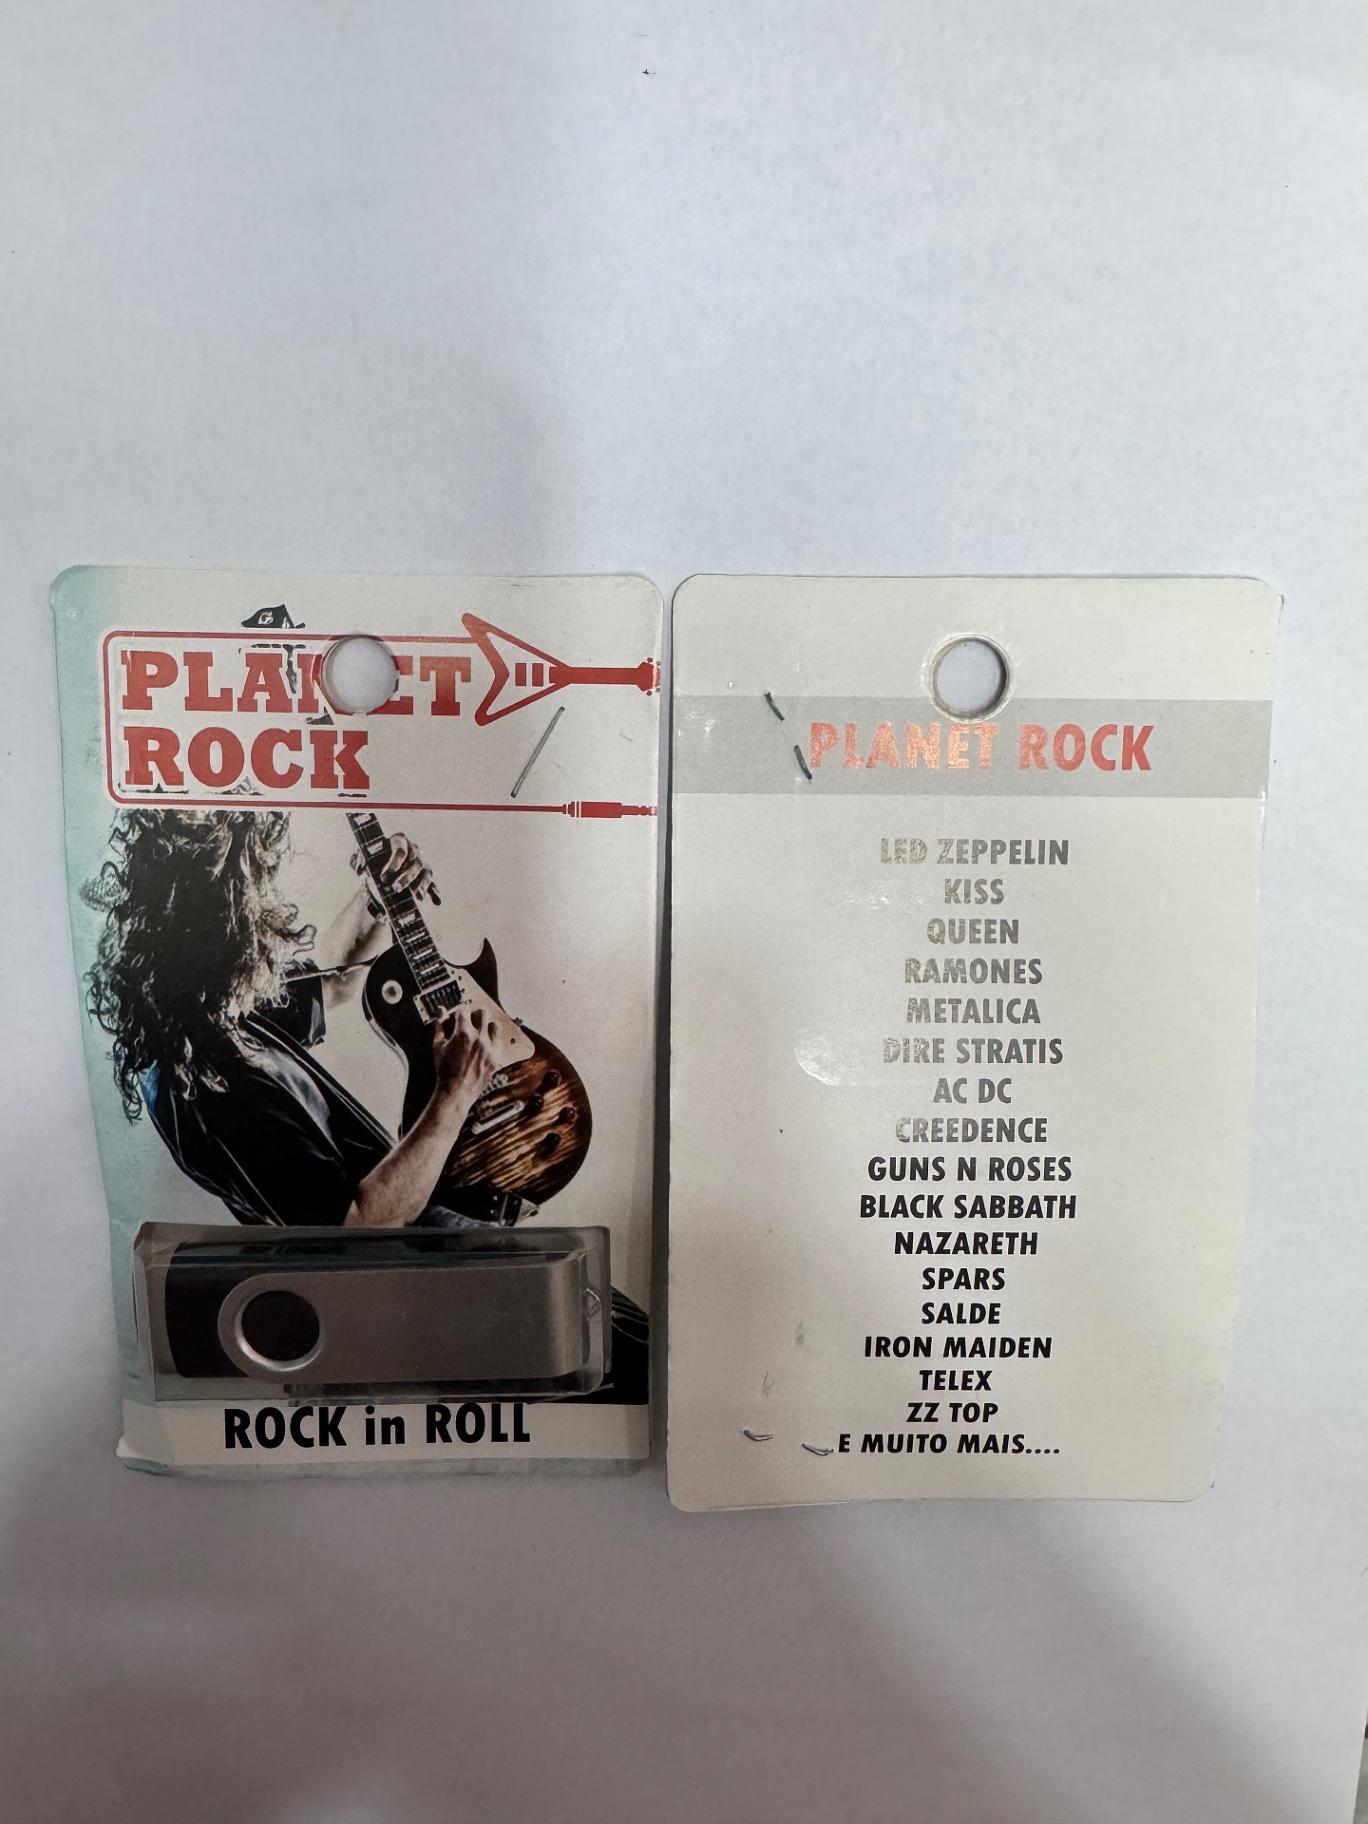 PLANET
ROCK
ROCK in ROLL
PLANET ROCK
LED ZEPPELIN
KISS
QUEEN
RAMONES
METALICA
DIRE STRATIS
AC DC
CREEDENCE
GUNS N ROSES
BLACK SABBATH
NAZARETH
SPARS
SALDE
IRON MAIDEN
TELEX
ZZ TOP
E MUITO MAIS....